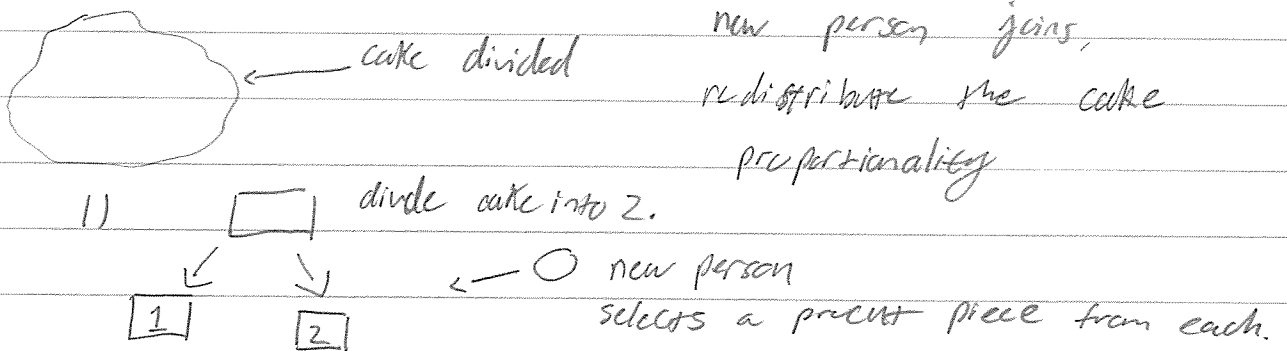 cake divided
new person joins,
redistribute the cake
proportionality
1)
divide cake into 2.
new person
selects a precut piece from each.
1
2